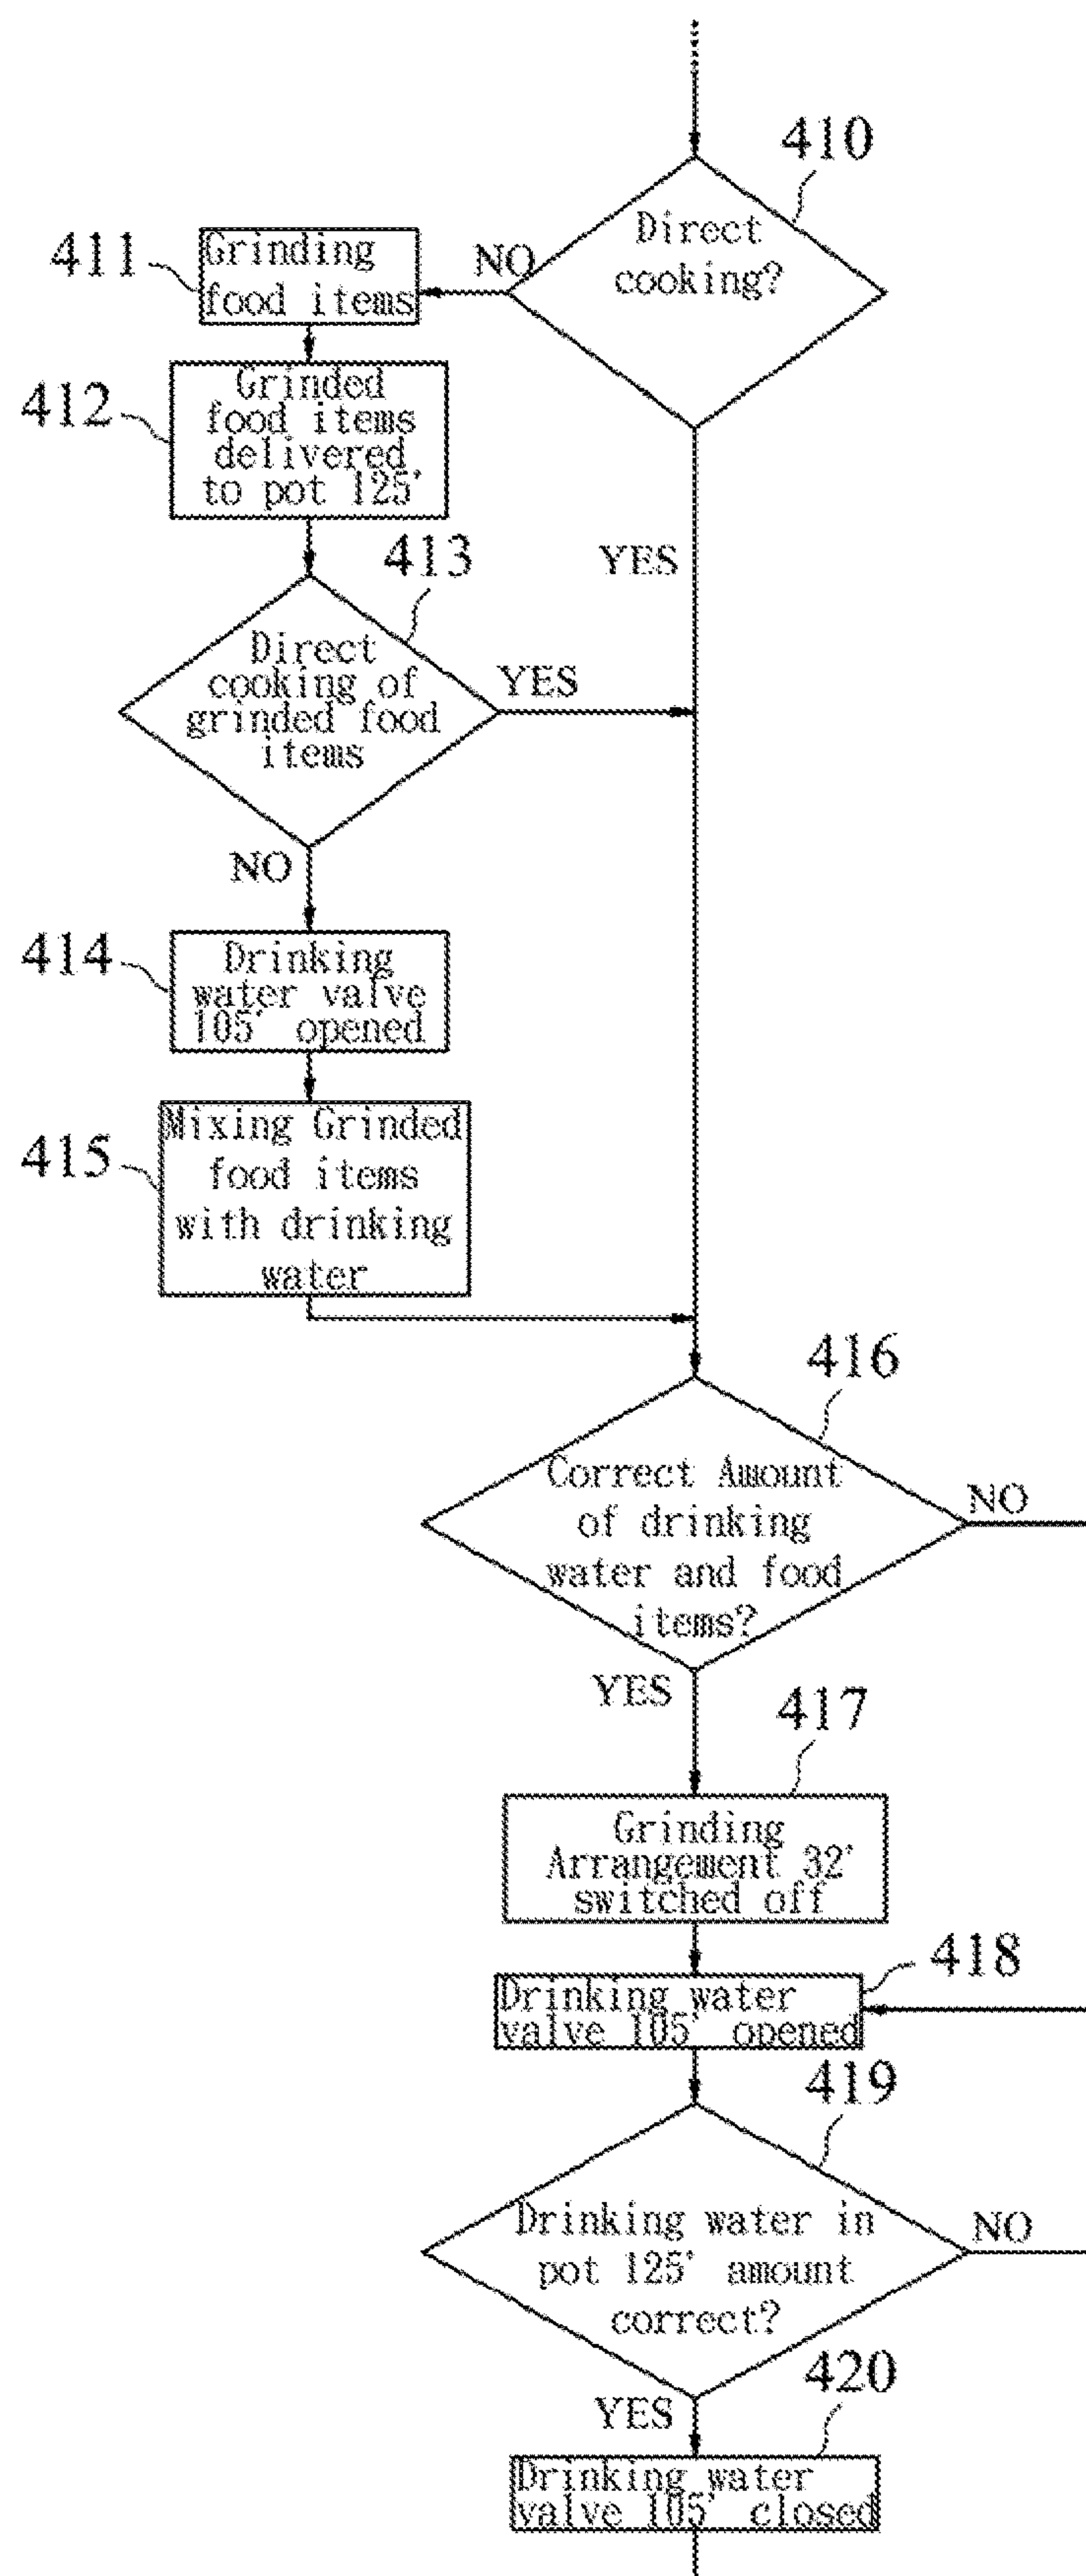 410
Direct
cooking?
NO
411
Grinding
food items
412
Grinded
food items
delivered
to pot 125'
YES
413
Direct
cooking of
grinded food
items
YES
NO
414
Drinking
water valve
105' opened
415
Mixing Grinded
food items
with drinking
water
416
Correct Amount
of drinking
water and food
items?
NO
YES
417
Grinding
Arrangement 32'
switched off
418
Drinking water
valve 105' opened
419
Drinking water in
pot 125' amount
correct?
NO
YES
420
Drinking water
valve 105' closed